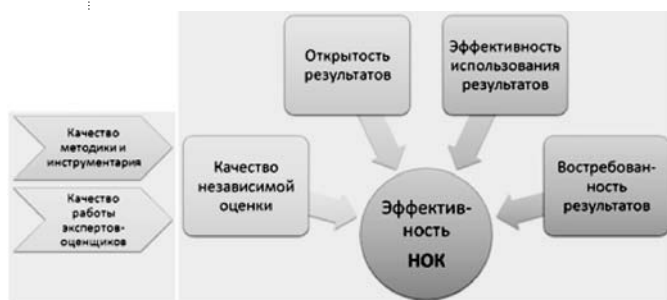 Качество
методики и
инструментария
Качество
работы
экспертов-
оценщиков
Качество
независимой
оценки
Открытость
результатов
Эффективность
использования
результатов
Востребован-
ность
результатов
Эффектив-
ность
НОК